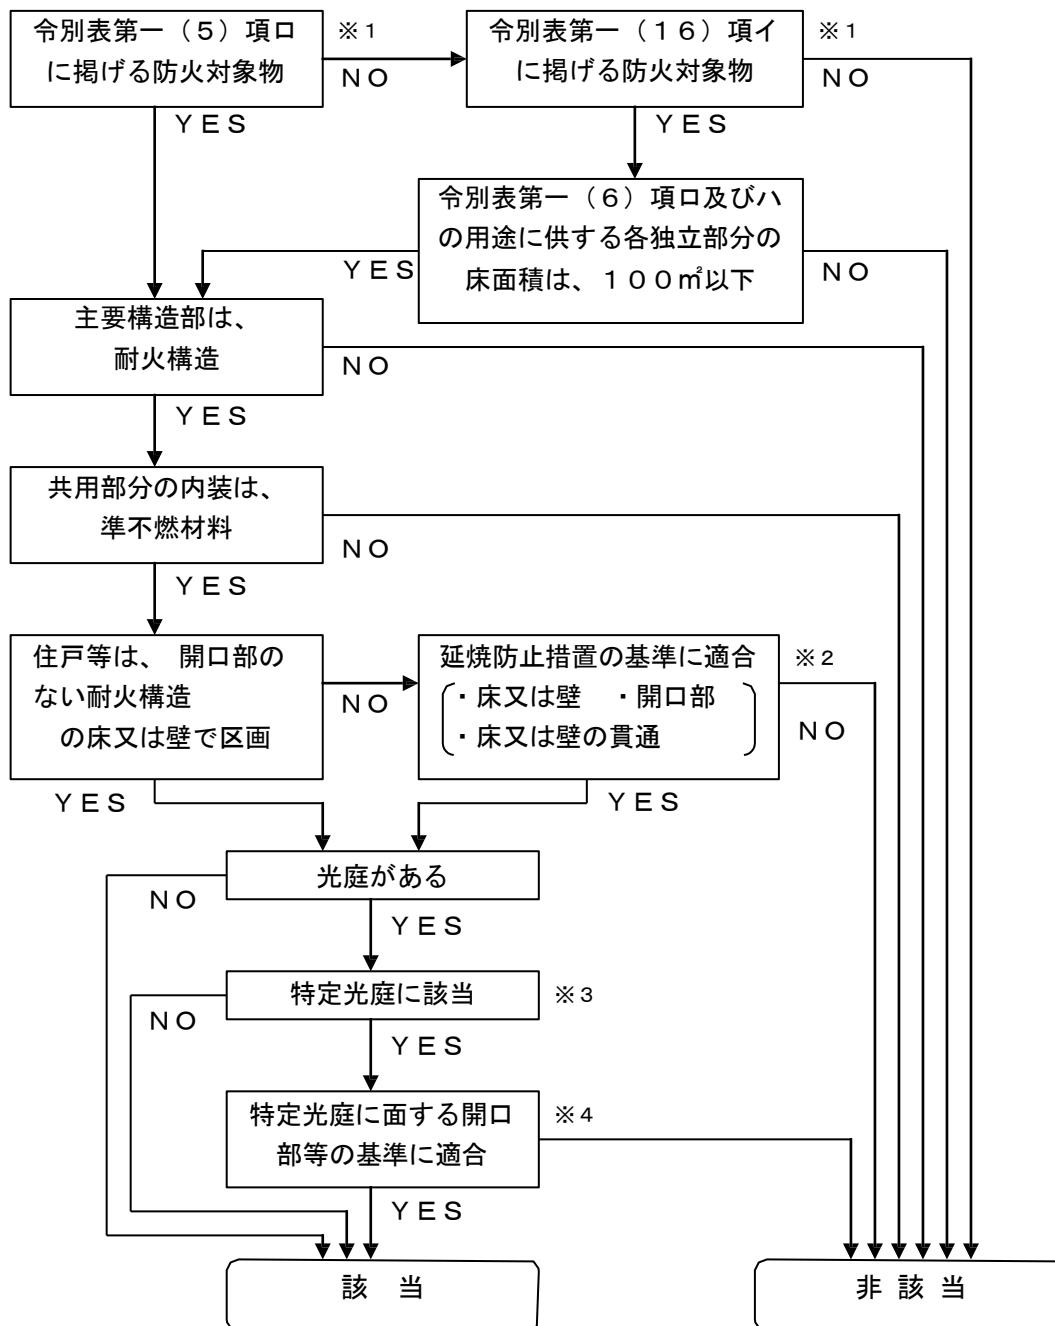 令別表第一（５）項ロ
に掲げる防火対象物
※１
ＮＯ
令別表第一（１６）項イ
に掲げる防火対象物
※１
ＮＯ
ＹＥＳ
ＹＥＳ
令別表第一（６）項ロ及びハ
の用途に供する各独立部分の
床面積は、１００㎡以下
ＹＥＳ
ＮＯ
主要構造部は、
耐火構造
ＮＯ
ＹＥＳ
共用部分の内装は、
準不燃材料
ＮＯ
ＹＥＳ
住戸等は、　開口部の
ない耐火構造
の床又は壁で区画
ＮＯ
延焼防止措置の基準に適合
・床又は壁　・開口部
・床又は壁の貫通
※２
ＮＯ
ＹＥＳ
ＹＥＳ
光庭がある
ＮＯ
ＹＥＳ
特定光庭に該当
※３
ＮＯ
ＹＥＳ
特定光庭に面する開口
部等の基準に適合
※４
ＹＥＳ
該　当
非 該 当